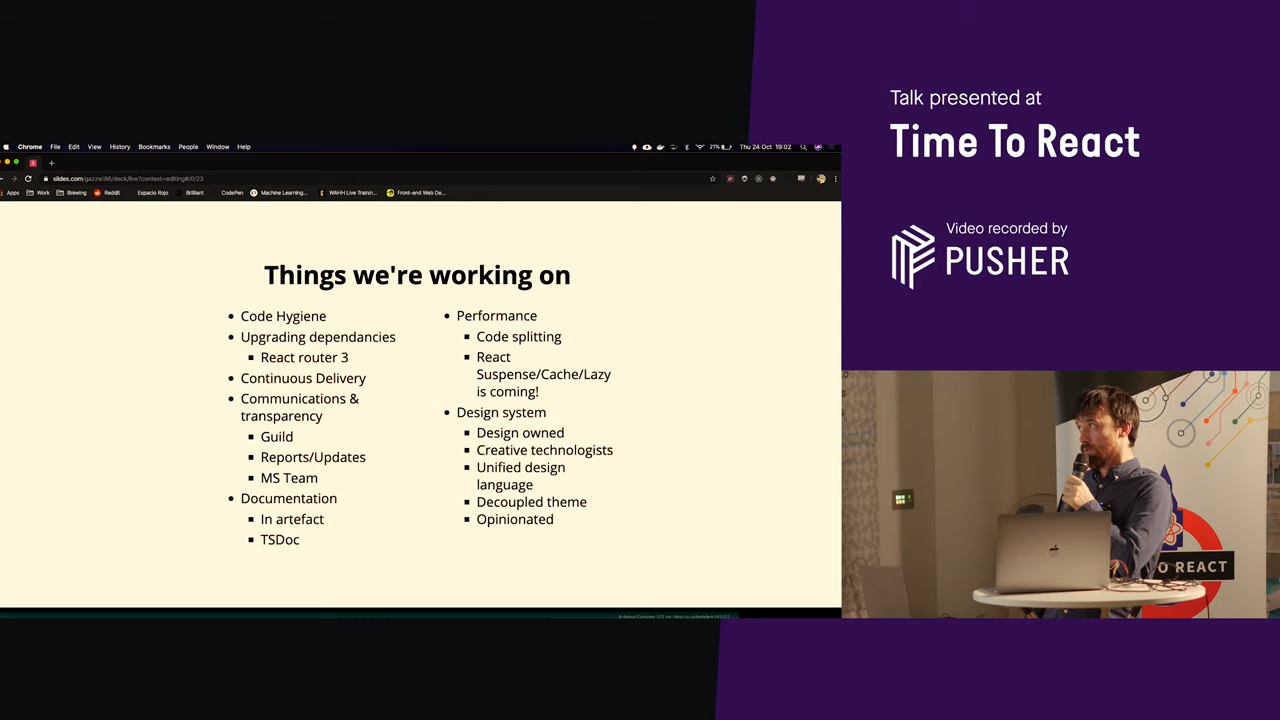 Chrome File Edit View History Bookmarks People Window Help 21% Thu 24 Oct 19:02
slides.com/gazzwi86/deck/live?context=editing#/0/23
Apps Work Brewing Reddit Espacio Rojo Brilliant CodePen Machine Learning... WAHH Live Trainin... Front-end Web De...
Things we're working on
Code Hygiene
Upgrading dependancies
React router 3
Continuous Delivery
Communications &
transparency
Guild
Reports/Updates
MS Team
Documentation
In artefact
TSDoc
Performance
Code splitting
React
Suspense/Cache/Lazy
is coming!
Design system
Design owned
Creative technologists
Unified design
language
Decoupled theme
Opinionated
Talk presented at
Time To React
Video recorded by
PUSHER
O REACT